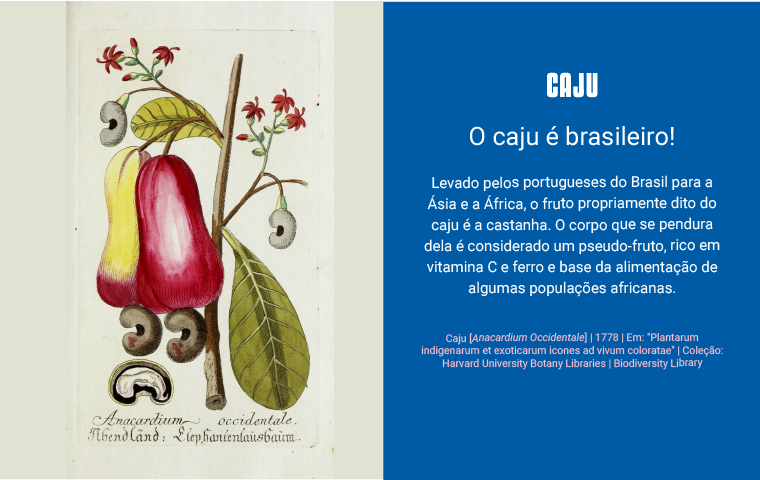 Anacardium occidentale.
Abendländ: Elephantenlausbaum.
CAJU
O caju é brasileiro!
Levado pelos portugueses do Brasil para a
Ásia e a África, o fruto propriamente dito do
caju é a castanha. O corpo que se pendura
dela é considerado um pseudo-fruto, rico em
vitamina C e ferro e base da alimentação de
algumas populações africanas.
Caju [Anacardium Occidentale] | 1778 | Em: "Plantarum
indigenarum et exoticarum icones ad vivum coloratae" | Coleção:
Harvard University Botany Libraries | Biodiversity Library